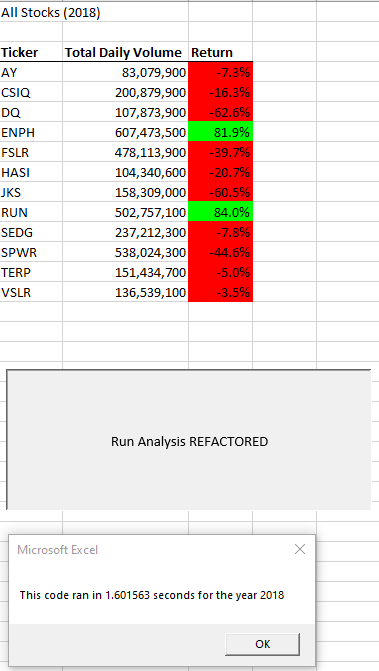 All Stocks (2018)
Ticker Total Daily Volume Return
AY 83,079,900 -7.3%
CSIQ 200,879,900 -16.3%
DQ 107,873,900 -62.6%
ENPH 607,473,500 81.9%
FSLR 478,113,900 -39.7%
HASI 104,340,600 -20.7%
JKS 158,309,000 -60.5%
RUN 502,757,100 84.0%
SEDG 237,212,300 -7.8%
SPWR 538,024,300 -44.6%
TERP 151,434,700 -5.0%
VSLR 136,539,100 -3.5%
Run Analysis REFACTORED
Microsoft Excel
This code ran in 1.601563 seconds for the year 2018
OK